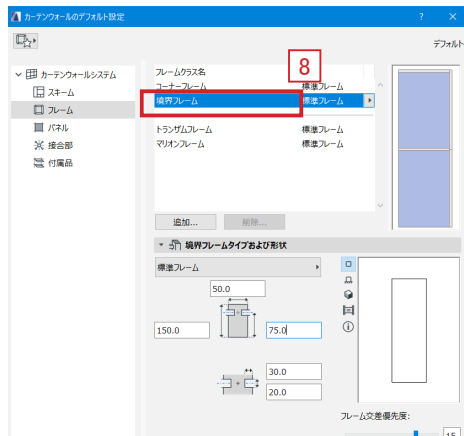 カーテンウォールのデフォルト設定 ? ×
デフォルト
カーテンウォールシステム
スキーム
フレーム
パネル
接合部
付属品
フレームクラス名
8
コーナーフレーム 標準フレーム
境界フレーム 標準フレーム
トランザムフレーム 標準フレーム
マリオンフレーム 標準フレーム
追加... 削除...
境界フレームタイプおよび形状
標準フレーム
50.0
150.0 75.0
30.0
20.0
フレーム交差優先度:
15